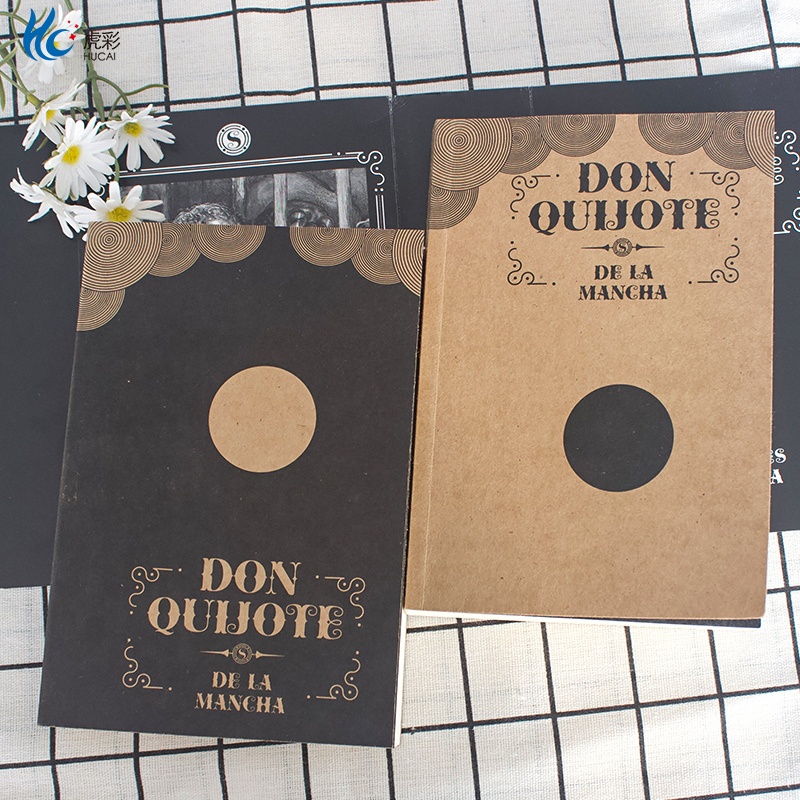 虎彩
HUCAI
S
DON
QUIJOTE
S
DE LA
MANCHA
DON
QUIJOTE
S
DE LA
MANCHA